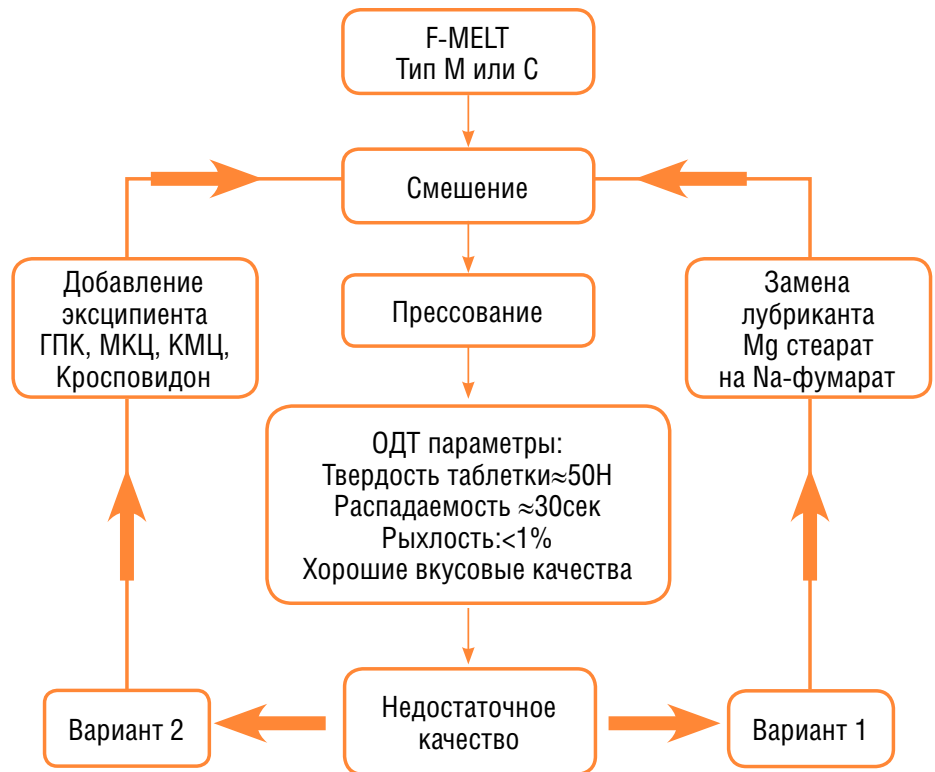 F-MELT
Тип М или С
Смешение
Добавление
эксципиента
ГПК, МКЦ, КМЦ,
Кросповидон
Прессование
Замена
лубриканта
Mg стеарат
на Na-фумарат
ОДТ параметры:
Твердость таблетки≈50Н
Распадаемость ≈30сек
Рыхлость:<1%
Хорошие вкусовые качества
Вариант 2
Недостаточное
качество
Вариант 1